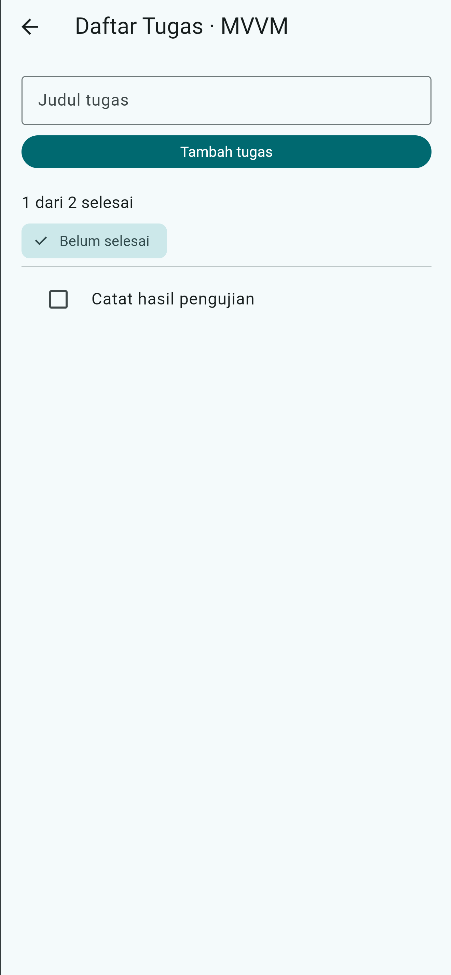 Daftar Tugas · MVVM
Judul tugas
Tambah tugas
1 dari 2 selesai
Belum selesai
Catat hasil pengujian